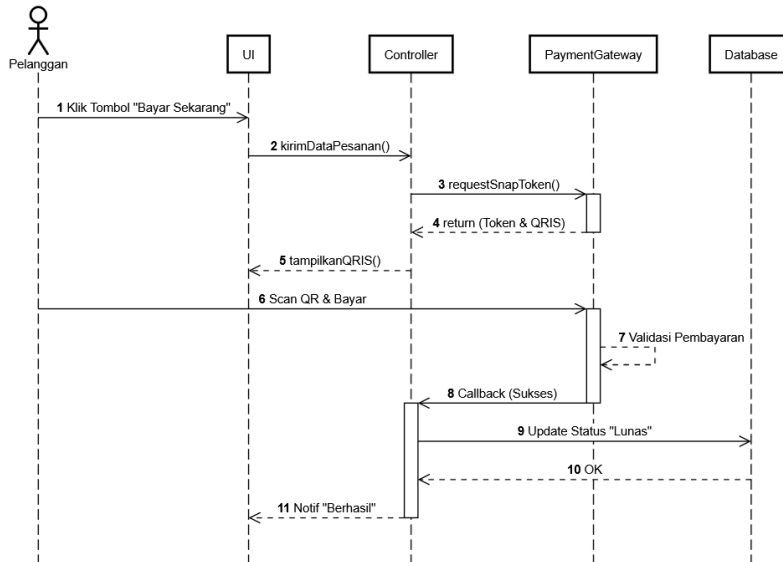 Pelanggan
UI
Controller
PaymentGateway
Database
1 Klik Tombol "Bayar Sekarang"
2 kirimDataPesanan()
3 requestSnapToken()
4 return (Token & QRIS)
5 tampilkanQRIS()
6 Scan QR & Bayar
7 Validasi Pembayaran
8 Callback (Sukses)
9 Update Status "Lunas"
10 OK
11 Notif "Berhasil"